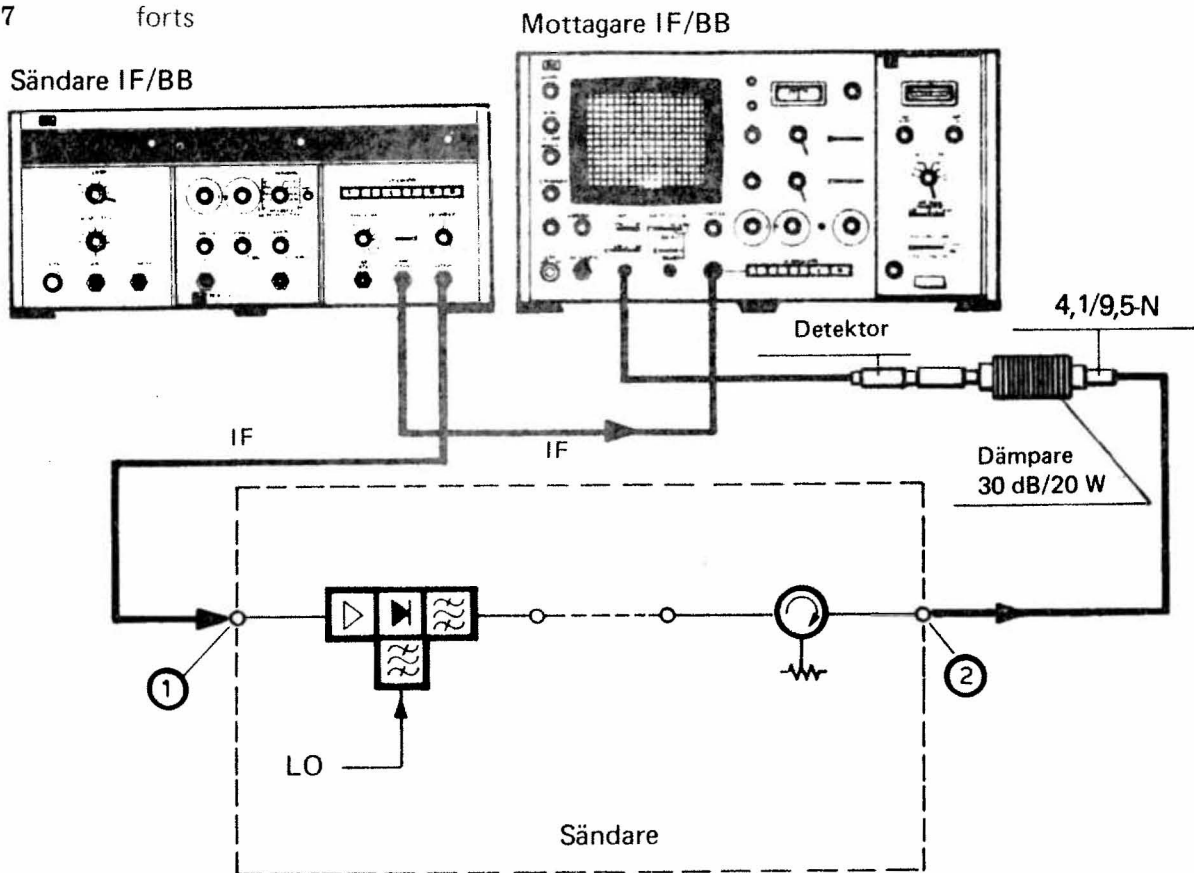 7 forts
Mottagare IF/BB
Sändare IF/BB
4,1/9,5-N
Detektor
IF
IF
Dämpare
30 dB/20 W
1
2
LO
Sändare